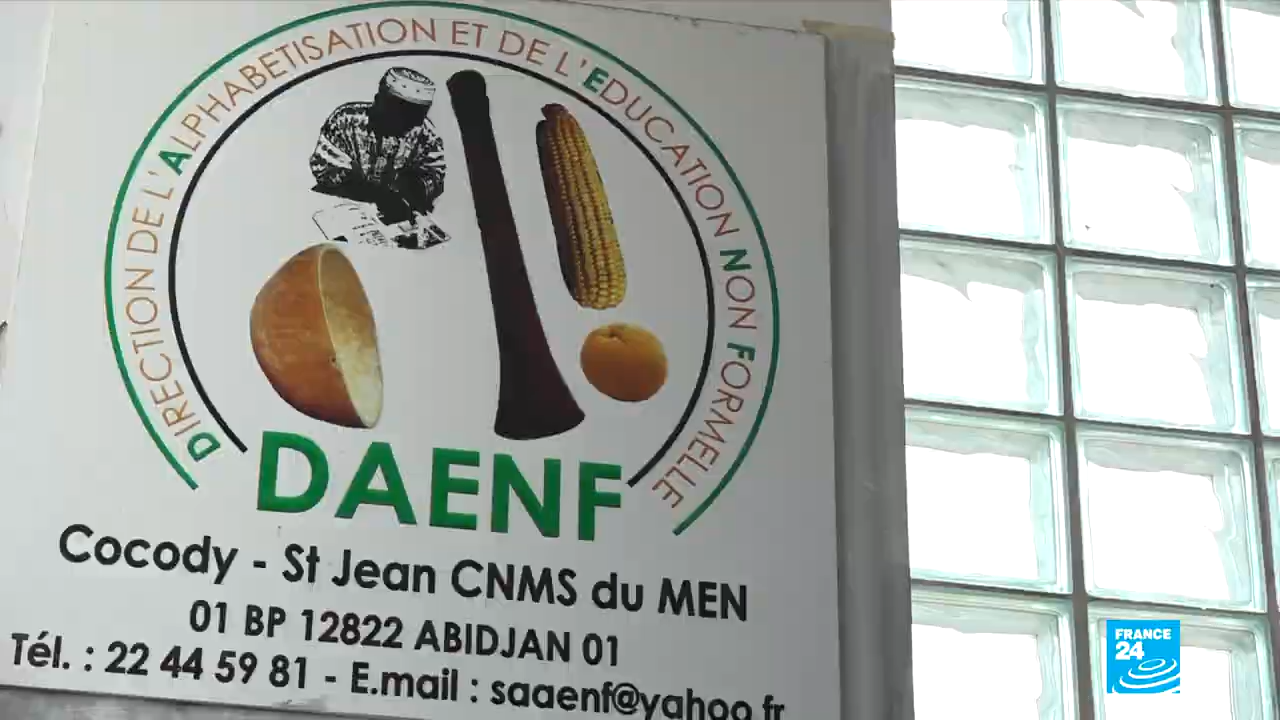 DIRECTION DE L'ALPHABETISATION ET DE L'EDUCATION NON FORMELLE
DAENF
Cocody - St Jean CNMS du MEN
01 BP 12822 ABIDJAN 01
Tél. : 22 44 59 81 - E.mail : saaenf@yahoo.fr
FRANCE
24